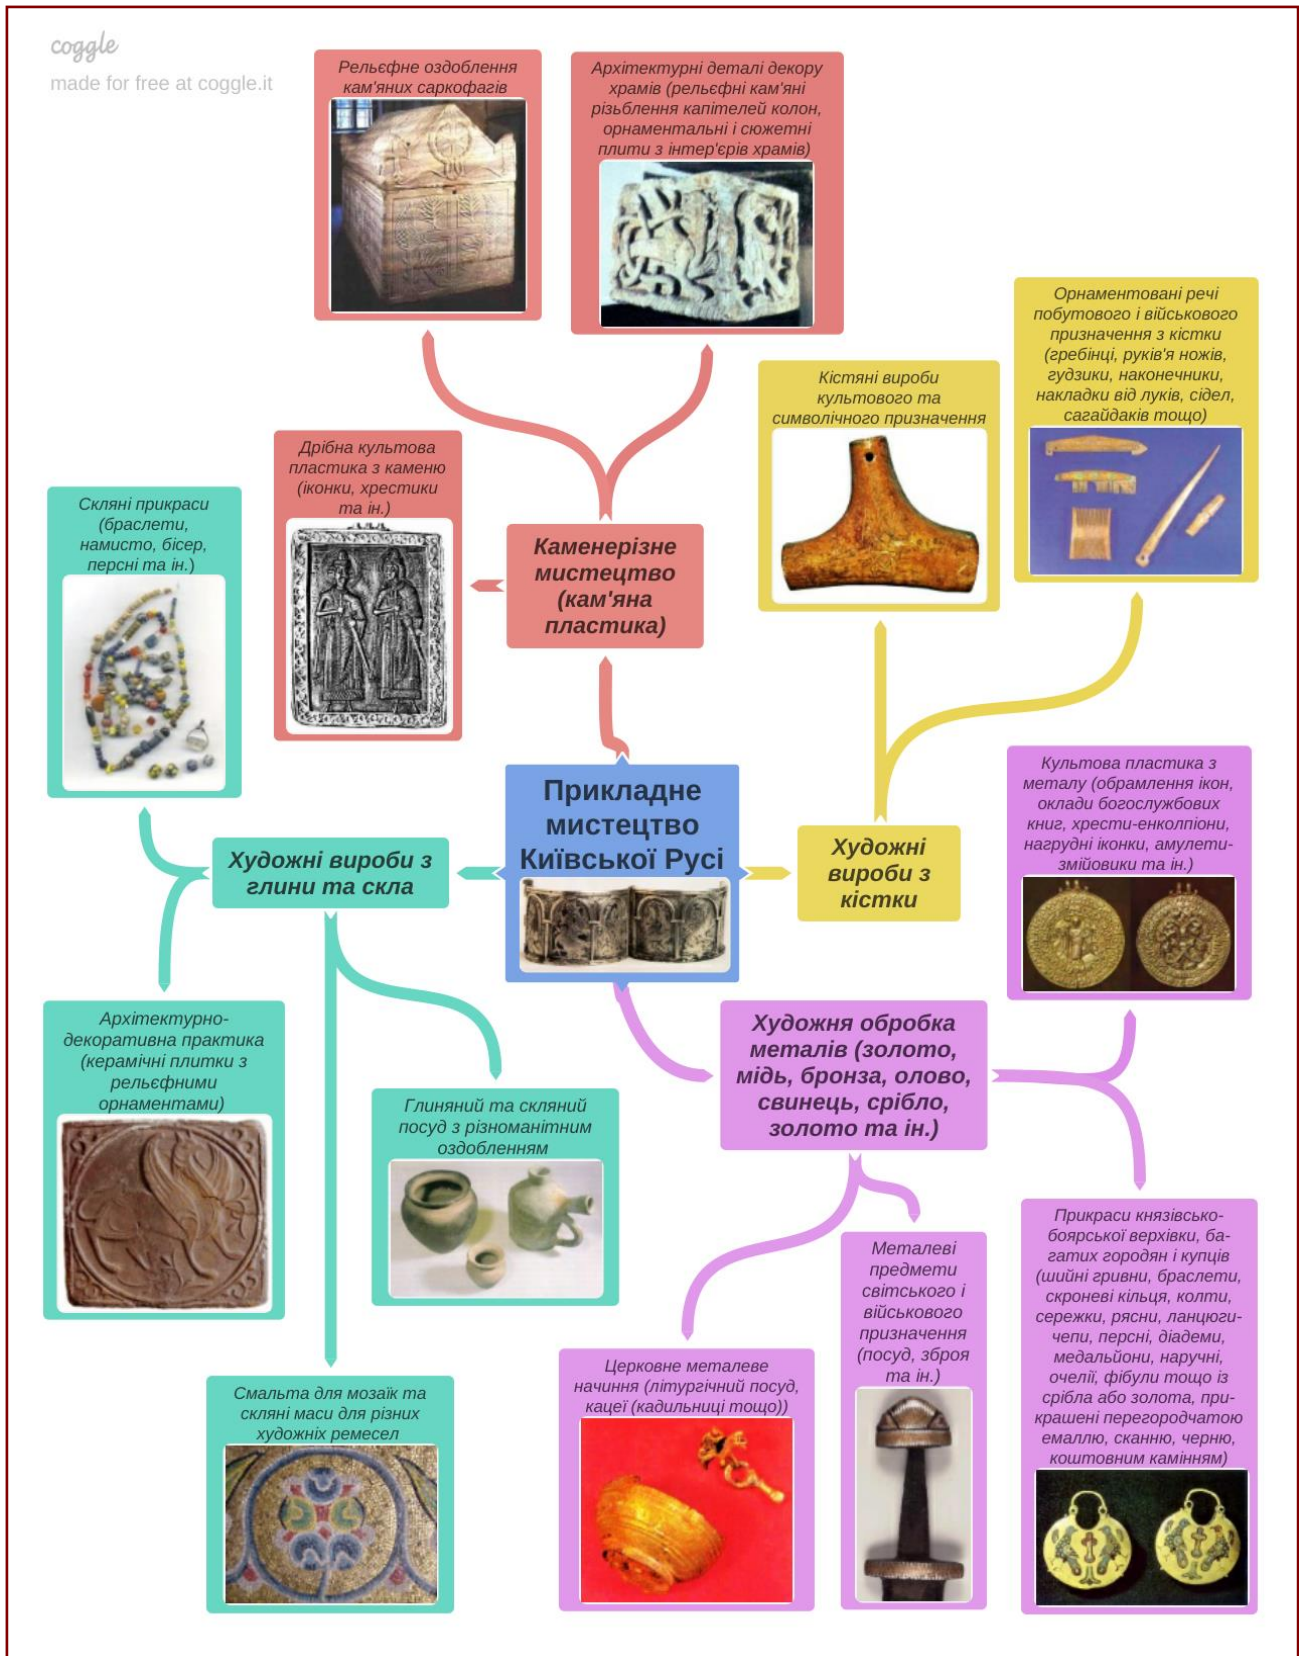 coggle
made for free at coggle.it
Рельєфне оздоблення
кам'яних саркофагів
Архітектурні деталі декору
храмів (рельєфні кам'яні
різьблення капітелей колон,
орнаментальні і сюжетні
плити з інтер'єрів храмів)
Орнаментовані речі
побутового і військового
призначення з кістки
(гребінці, руків'я ножів,
гудзики, наконечники,
накладки від луків, сідел,
сагайдаків тощо)
Кістяні вироби
культового та
символічного призначення
Дрібна культова
пластика з каменю
(іконки, хрестики
та ін.)
Скляні прикраси
(браслети,
намисто, бісер,
персні та ін.)
Каменерізне
мистецтво
(кам'яна
пластика)
Прикладне
мистецтво
Київської Русі
Культова пластика з
металу (обрамлення ікон,
оклади богослужбових
книг, хрести-енколпіони,
нагрудні іконки, амулети-
змійовики та ін.)
Художні вироби з
глини та скла
Художні
вироби з
кістки
Архітектурно-
декоративна практика
(керамічні плитки з
рельєфними
орнаментами)
Художня обробка
металів (золото,
мідь, бронза, олово,
свинець, срібло,
золото та ін.)
Глиняний та скляний
посуд з різноманітним
оздобленням
Прикраси князівсько-
боярської верхівки, ба-
гатих городян і купців
(шийні гривни, браслети,
скроневі кільця, колти,
сережки, рясни, ланцюги-
чепи, персні, діадеми,
медальйони, наручні,
очелії, фібули тощо із
срібла або золота, при-
крашені перегородчатою
емаллю, сканню, черню,
коштовним камінням)
Металеві
предмети
світського і
військового
призначення
(посуд, зброя
та ін.)
Церковне металеве
начиння (літургічний посуд,
кацеї (кадильниці тощо))
Смальта для мозаїк та
скляні маси для різних
художніх ремесел